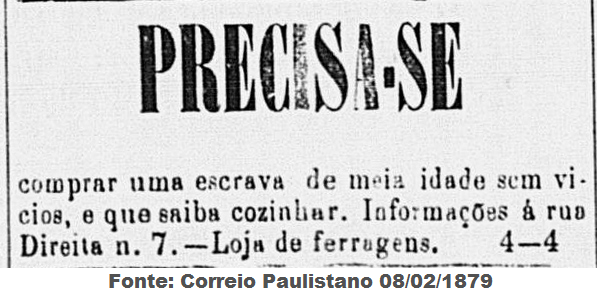 PRECISA-SE
comprar uma escrava de meia idade sem vi-
cios, e que saiba cozinhar. Informações á rua
Direita n. 7.—Loja de ferragens. 4—4
Fonte: Correio Paulistano 08/02/1879